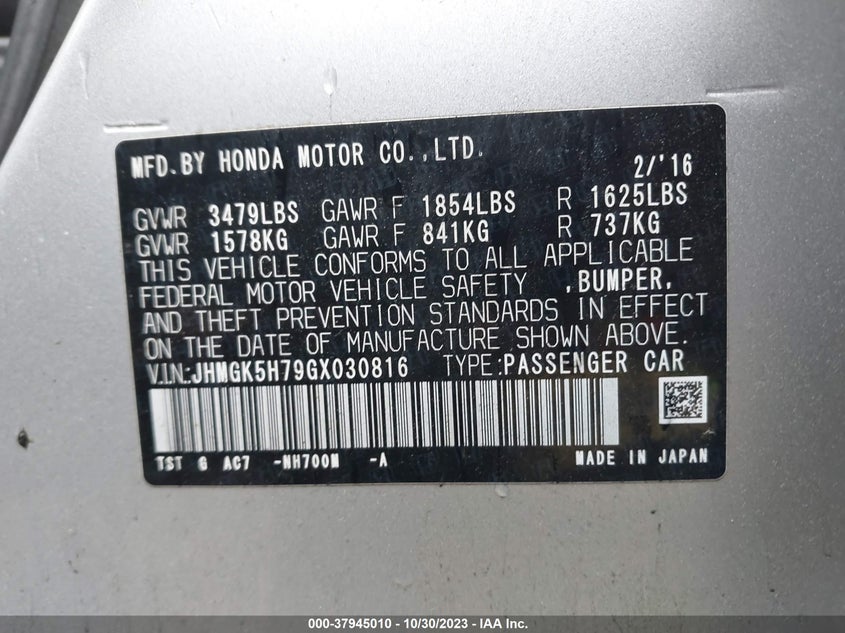 MFD.BY HONDA MOTOR CO.,LTD. 2/'16
GVWR 3479LBS GAWR F 1854LBS R 1625LBS
GVWR 1578KG GAWR F 841KG R 737KG
THIS VEHICLE CONFORMS TO ALL APPLICABLE
FEDERAL MOTOR VEHICLE SAFETY ,BUMPER,
AND THEFT PREVENTION STANDARDS IN EFFECT
ON THE DATE OF MANUFACTURE SHOWN ABOVE.
V.I.N.:JHMGK5H79GX030816 TYPE:PASSENGER CAR
TST G AC7 -NH700M -A MADE IN JAPAN
000-37945010 | 10/30/2023 - IAA Inc.